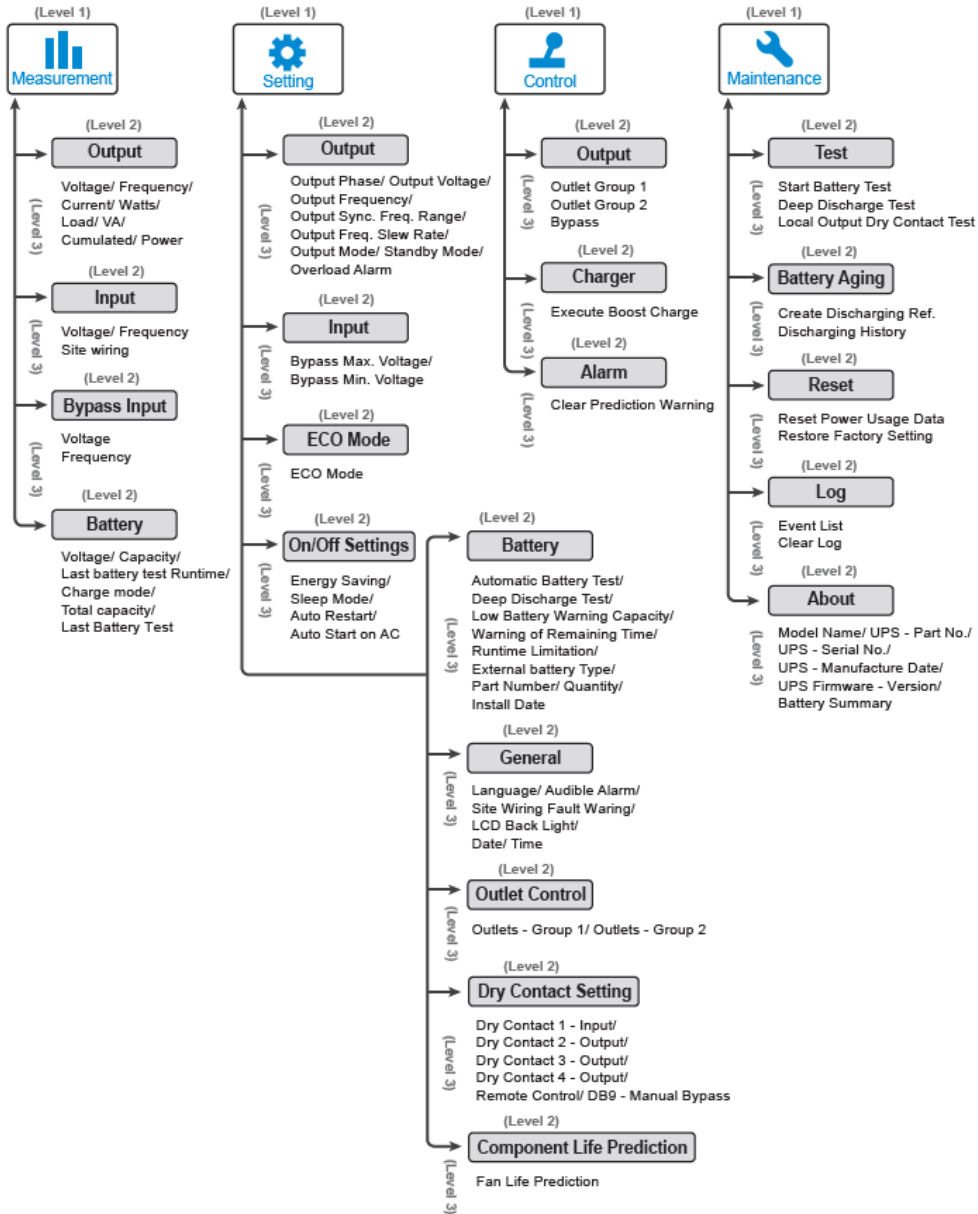 (Level 1)
Measurement
(Level 2)
Output
(Level 3)
Voltage/ Frequency/
Current/ Watts/
Load/ VA/
Cumulated/ Power
(Level 2)
Input
(Level 3)
Voltage/ Frequency
Site wiring
(Level 2)
Bypass Input
(Level 3)
Voltage
Frequency
(Level 2)
Battery
Voltage/ Capacity/
Last battery test Runtime/
Charge mode/
Total capacity/
Last Battery Test
(Level 1)
Setting
(Level 2)
Output
(Level 3)
Output Phase/ Output Voltage/
Output Frequency/
Output Sync. Freq. Range/
Output Freq. Slew Rate/
Output Mode/ Standby Mode/
Overload Alarm
(Level 2)
Input
(Level 3)
Bypass Max. Voltage/
Bypass Min. Voltage
(Level 2)
ECO Mode
(Level 3)
ECO Mode
(Level 2)
On/Off Settings
(Level 3)
Energy Saving/
Sleep Mode/
Auto Restart/
Auto Start on AC
(Level 2)
Battery
(Level 3)
Automatic Battery Test/
Deep Discharge Test/
Low Battery Warning Capacity/
Warning of Remaining Time/
Runtime Limitation/
External battery Type/
Part Number/ Quantity/
Install Date
(Level 2)
General
(Level 3)
Language/ Audible Alarm/
Site Wiring Fault Waring/
LCD Back Light/
Date/ Time
(Level 2)
Outlet Control
(Level 3)
Outlets - Group 1/ Outlets - Group 2
(Level 2)
Dry Contact Setting
(Level 3)
Dry Contact 1 - Input/
Dry Contact 2 - Output/
Dry Contact 3 - Output/
Dry Contact 4 - Output/
Remote Control/ DB9 - Manual Bypass
(Level 2)
Component Life Prediction
(Level 3)
Fan Life Prediction
(Level 1)
Control
(Level 2)
Output
(Level 3)
Outlet Group 1
Outlet Group 2
Bypass
(Level 2)
Charger
(Level 3)
Execute Boost Charge
(Level 2)
Alarm
(Level 3)
Clear Prediction Warning
(Level 1)
Maintenance
(Level 2)
Test
(Level 3)
Start Battery Test
Deep Discharge Test
Local Output Dry Contact Test
(Level 2)
Battery Aging
(Level 3)
Create Discharging Ref.
Discharging History
(Level 2)
Reset
(Level 3)
Reset Power Usage Data
Restore Factory Setting
(Level 2)
Log
(Level 3)
Event List
Clear Log
(Level 2)
About
(Level 3)
Model Name/ UPS - Part No./
UPS - Serial No./
UPS - Manufacture Date/
UPS Firmware - Version/
Battery Summary